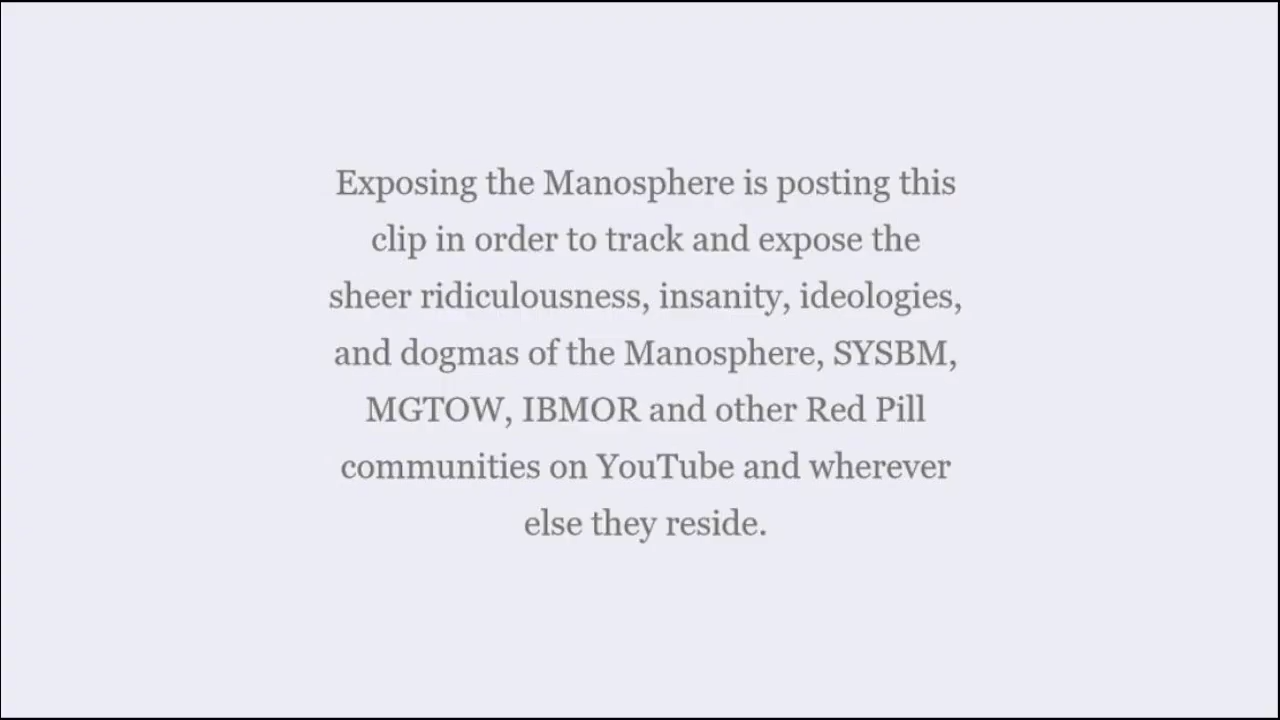 Exposing the Manosphere is posting this
clip in order to track and expose the
sheer ridiculousness, insanity, ideologies,
and dogmas of the Manosphere, SYSBM,
MGTOW, IBMOR and other Red Pill
communities on YouTube and wherever
else they reside.